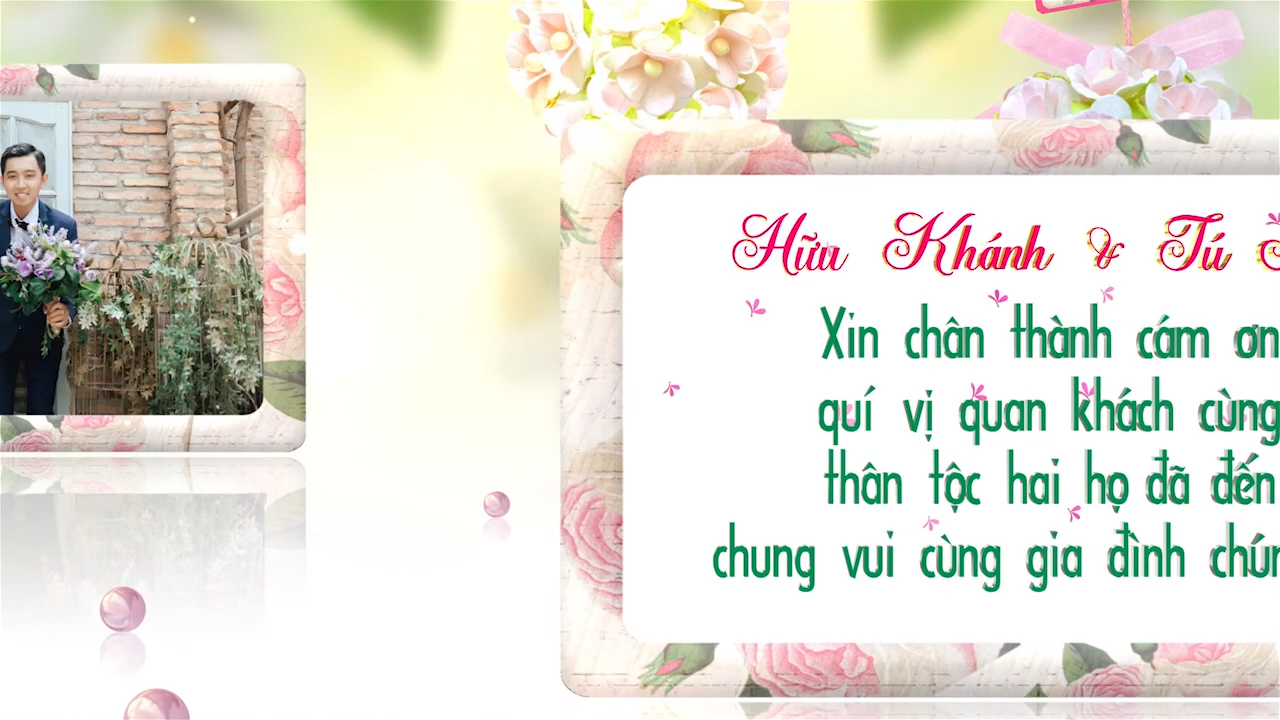 Hữu Khánh & Tú
Xin chân thành cám ơn
quí vị quan khách cùng
thân tộc hai họ đã đến
chung vui cùng gia đình